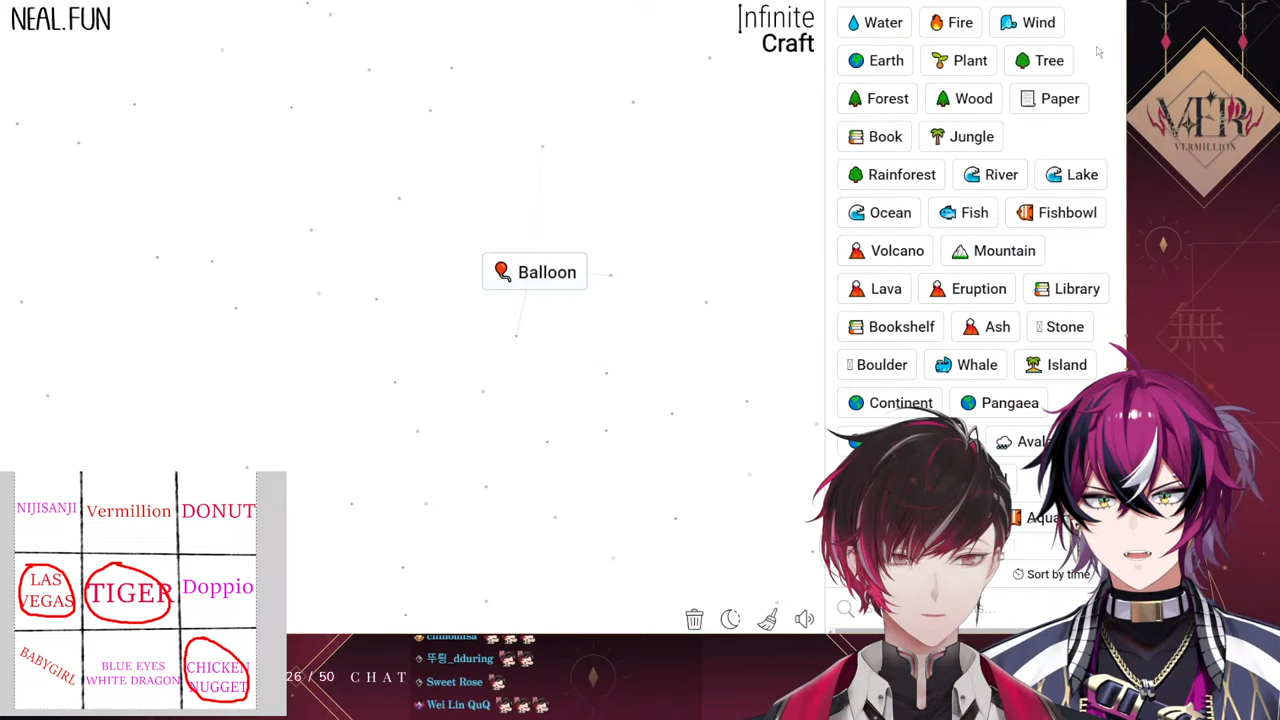 NEAL.FUN
Infinite
Craft
Balloon
Water
Fire
Wind
Earth
Plant
Tree
Forest
Wood
Paper
Book
Jungle
Rainforest
River
Lake
Ocean
Fish
Fishbowl
Volcano
Mountain
Lava
Eruption
Library
Bookshelf
Ash
Stone
Boulder
Whale
Island
Continent
Pangaea
Sort by time
VER
VERMILLION
無
NIJISANJI
Vermillion
DONUT
LAS
VEGAS
TIGER
Doppio
BABYGIRL
BLUE EYES
WHITE DRAGON
CHICKEN
NUGGET
26 / 50
CHAT
뚜링_dduring
Sweet Rose
Wei Lin QuQ